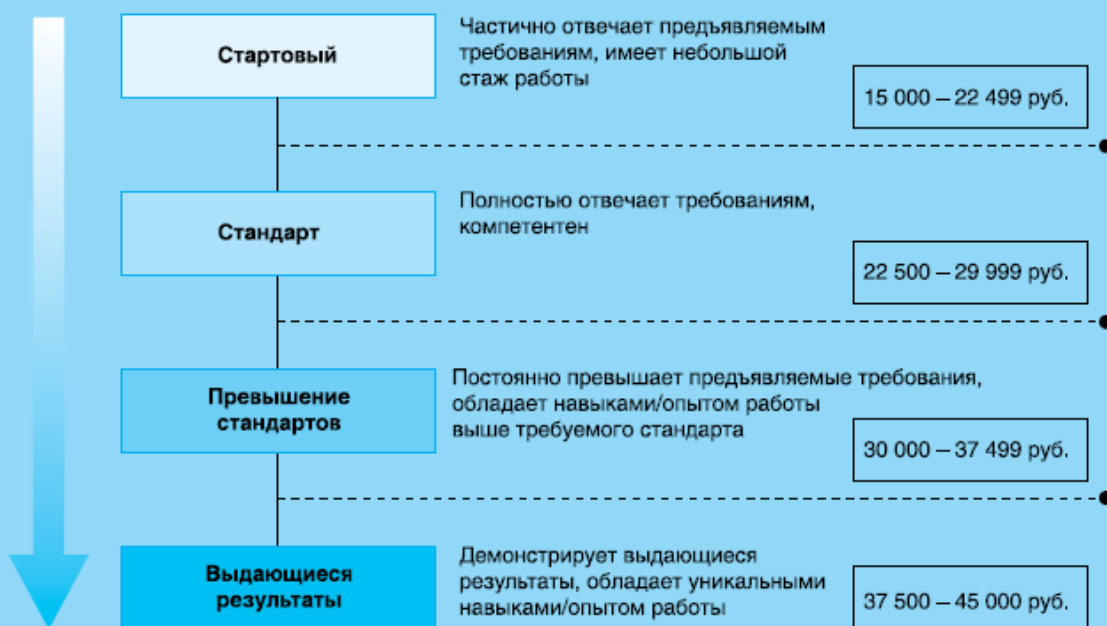 Стартовый
Частично отвечает предъявляемым
требованиям, имеет небольшой
стаж работы
15 000 – 22 499 руб.
Стандарт
Полностью отвечает требованиям,
компетентен
22 500 – 29 999 руб.
Превышение
стандартов
Постоянно превышает предъявляемые требования,
обладает навыками/опытом работы
выше требуемого стандарта
30 000 – 37 499 руб.
Выдающиеся
результаты
Демонстрирует выдающиеся
результаты, обладает уникальными
навыками/опытом работы
37 500 – 45 000 руб.